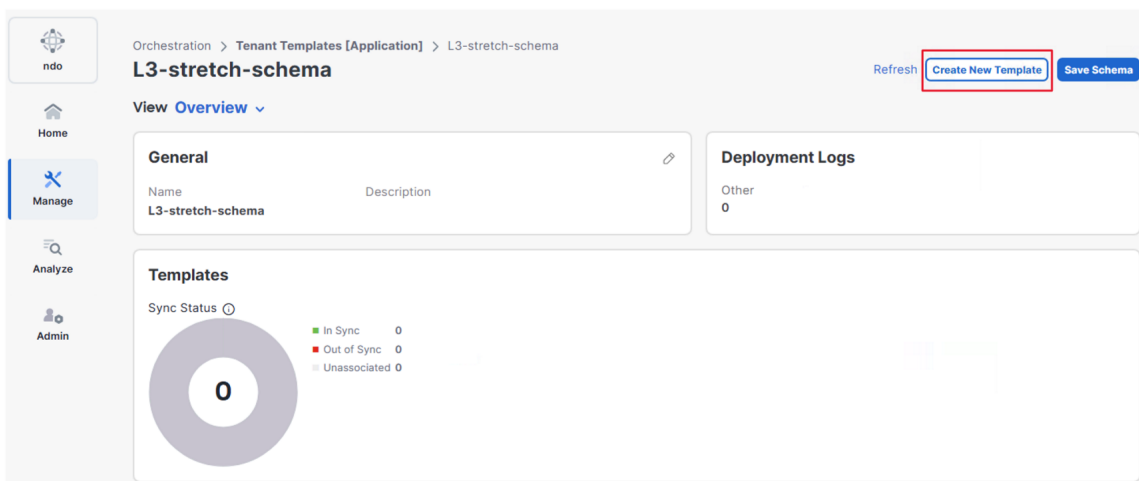 ndo
Home
Manage
Analyze
Admin
Orchestration > Tenant Templates [Application] > L3-stretch-schema
L3-stretch-schema
Refresh Create New Template Save Schema
View Overview
General
Name Description
L3-stretch-schema
Deployment Logs
Other
0
Templates
Sync Status
0
In Sync 0
Out of Sync 0
Unassociated 0